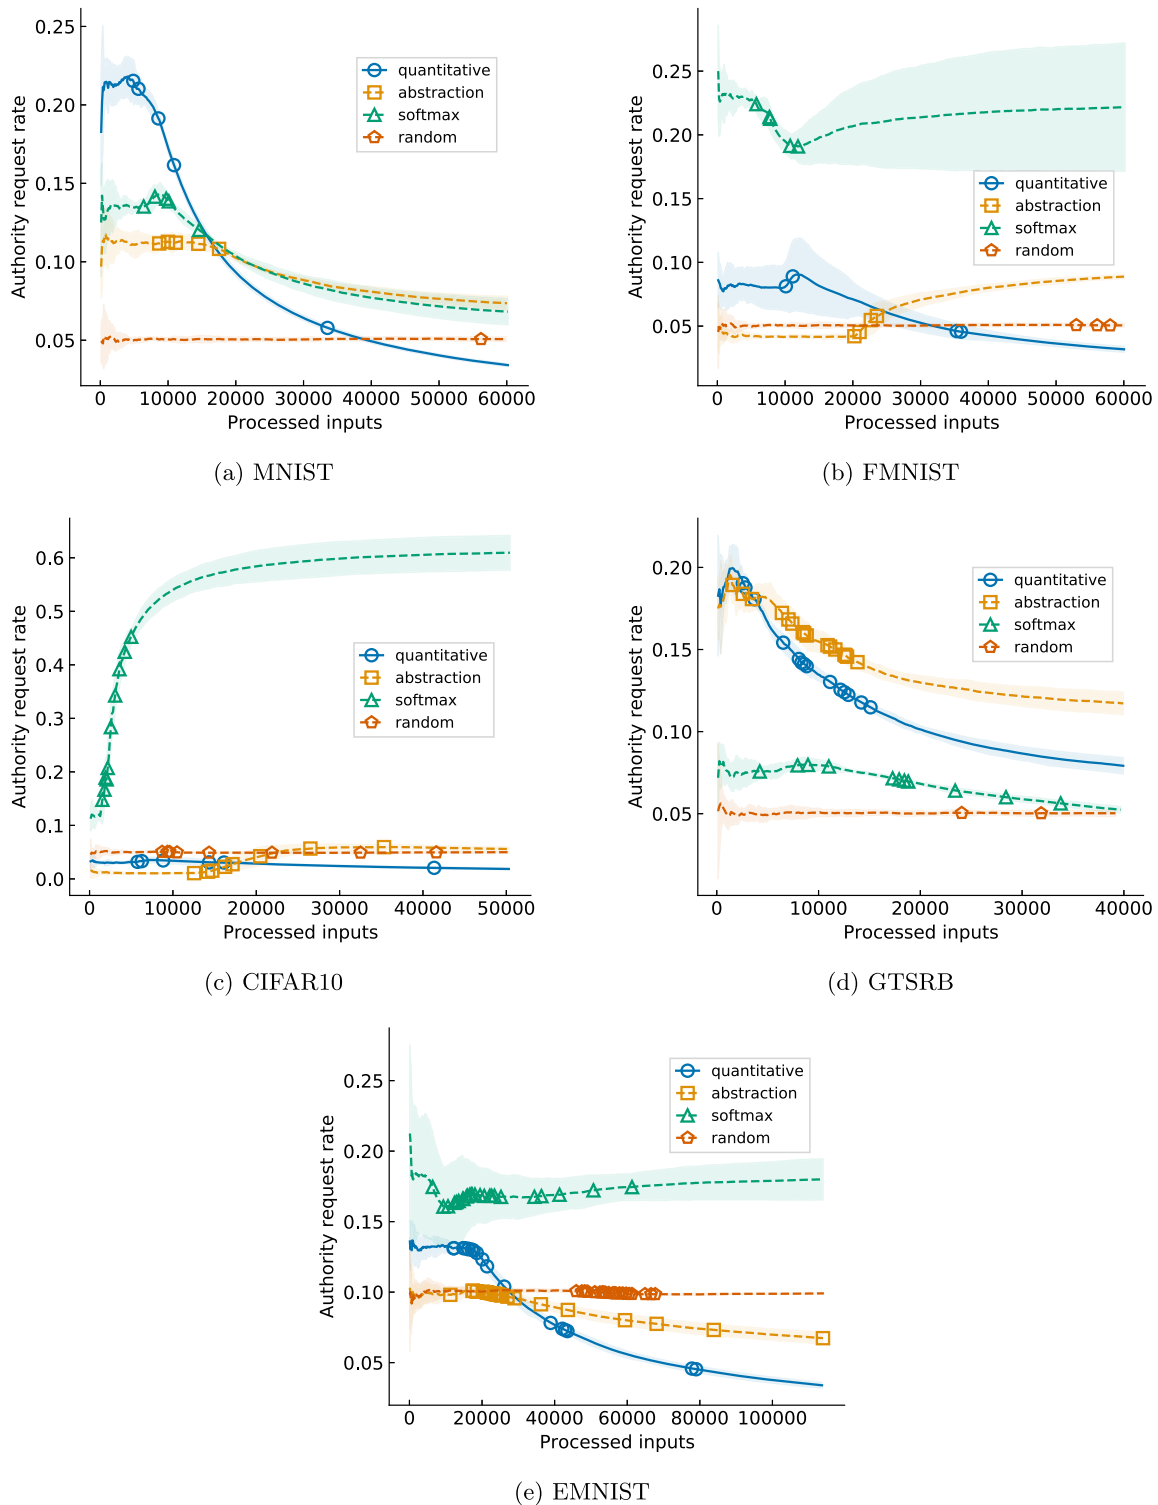 0.25
0.20
0.15
0.10
0.05
Authority request rate
quantitative
abstraction
softmax
random
0 10000 20000 30000 40000 50000 60000
Processed inputs
(a) MNIST
0.25
0.20
0.15
0.10
0.05
Authority request rate
quantitative
abstraction
softmax
random
0 10000 20000 30000 40000 50000 60000
Processed inputs
(b) FMNIST
0.6
0.5
0.4
0.3
0.2
0.1
0.0
Authority request rate
quantitative
abstraction
softmax
random
0 10000 20000 30000 40000 50000
Processed inputs
(c) CIFAR10
0.20
0.15
0.10
0.05
Authority request rate
quantitative
abstraction
softmax
random
0 10000 20000 30000 40000
Processed inputs
(d) GTSRB
0.25
0.20
0.15
0.10
0.05
Authority request rate
quantitative
abstraction
softmax
random
0 20000 40000 60000 80000 100000
Processed inputs
(e) EMNIST